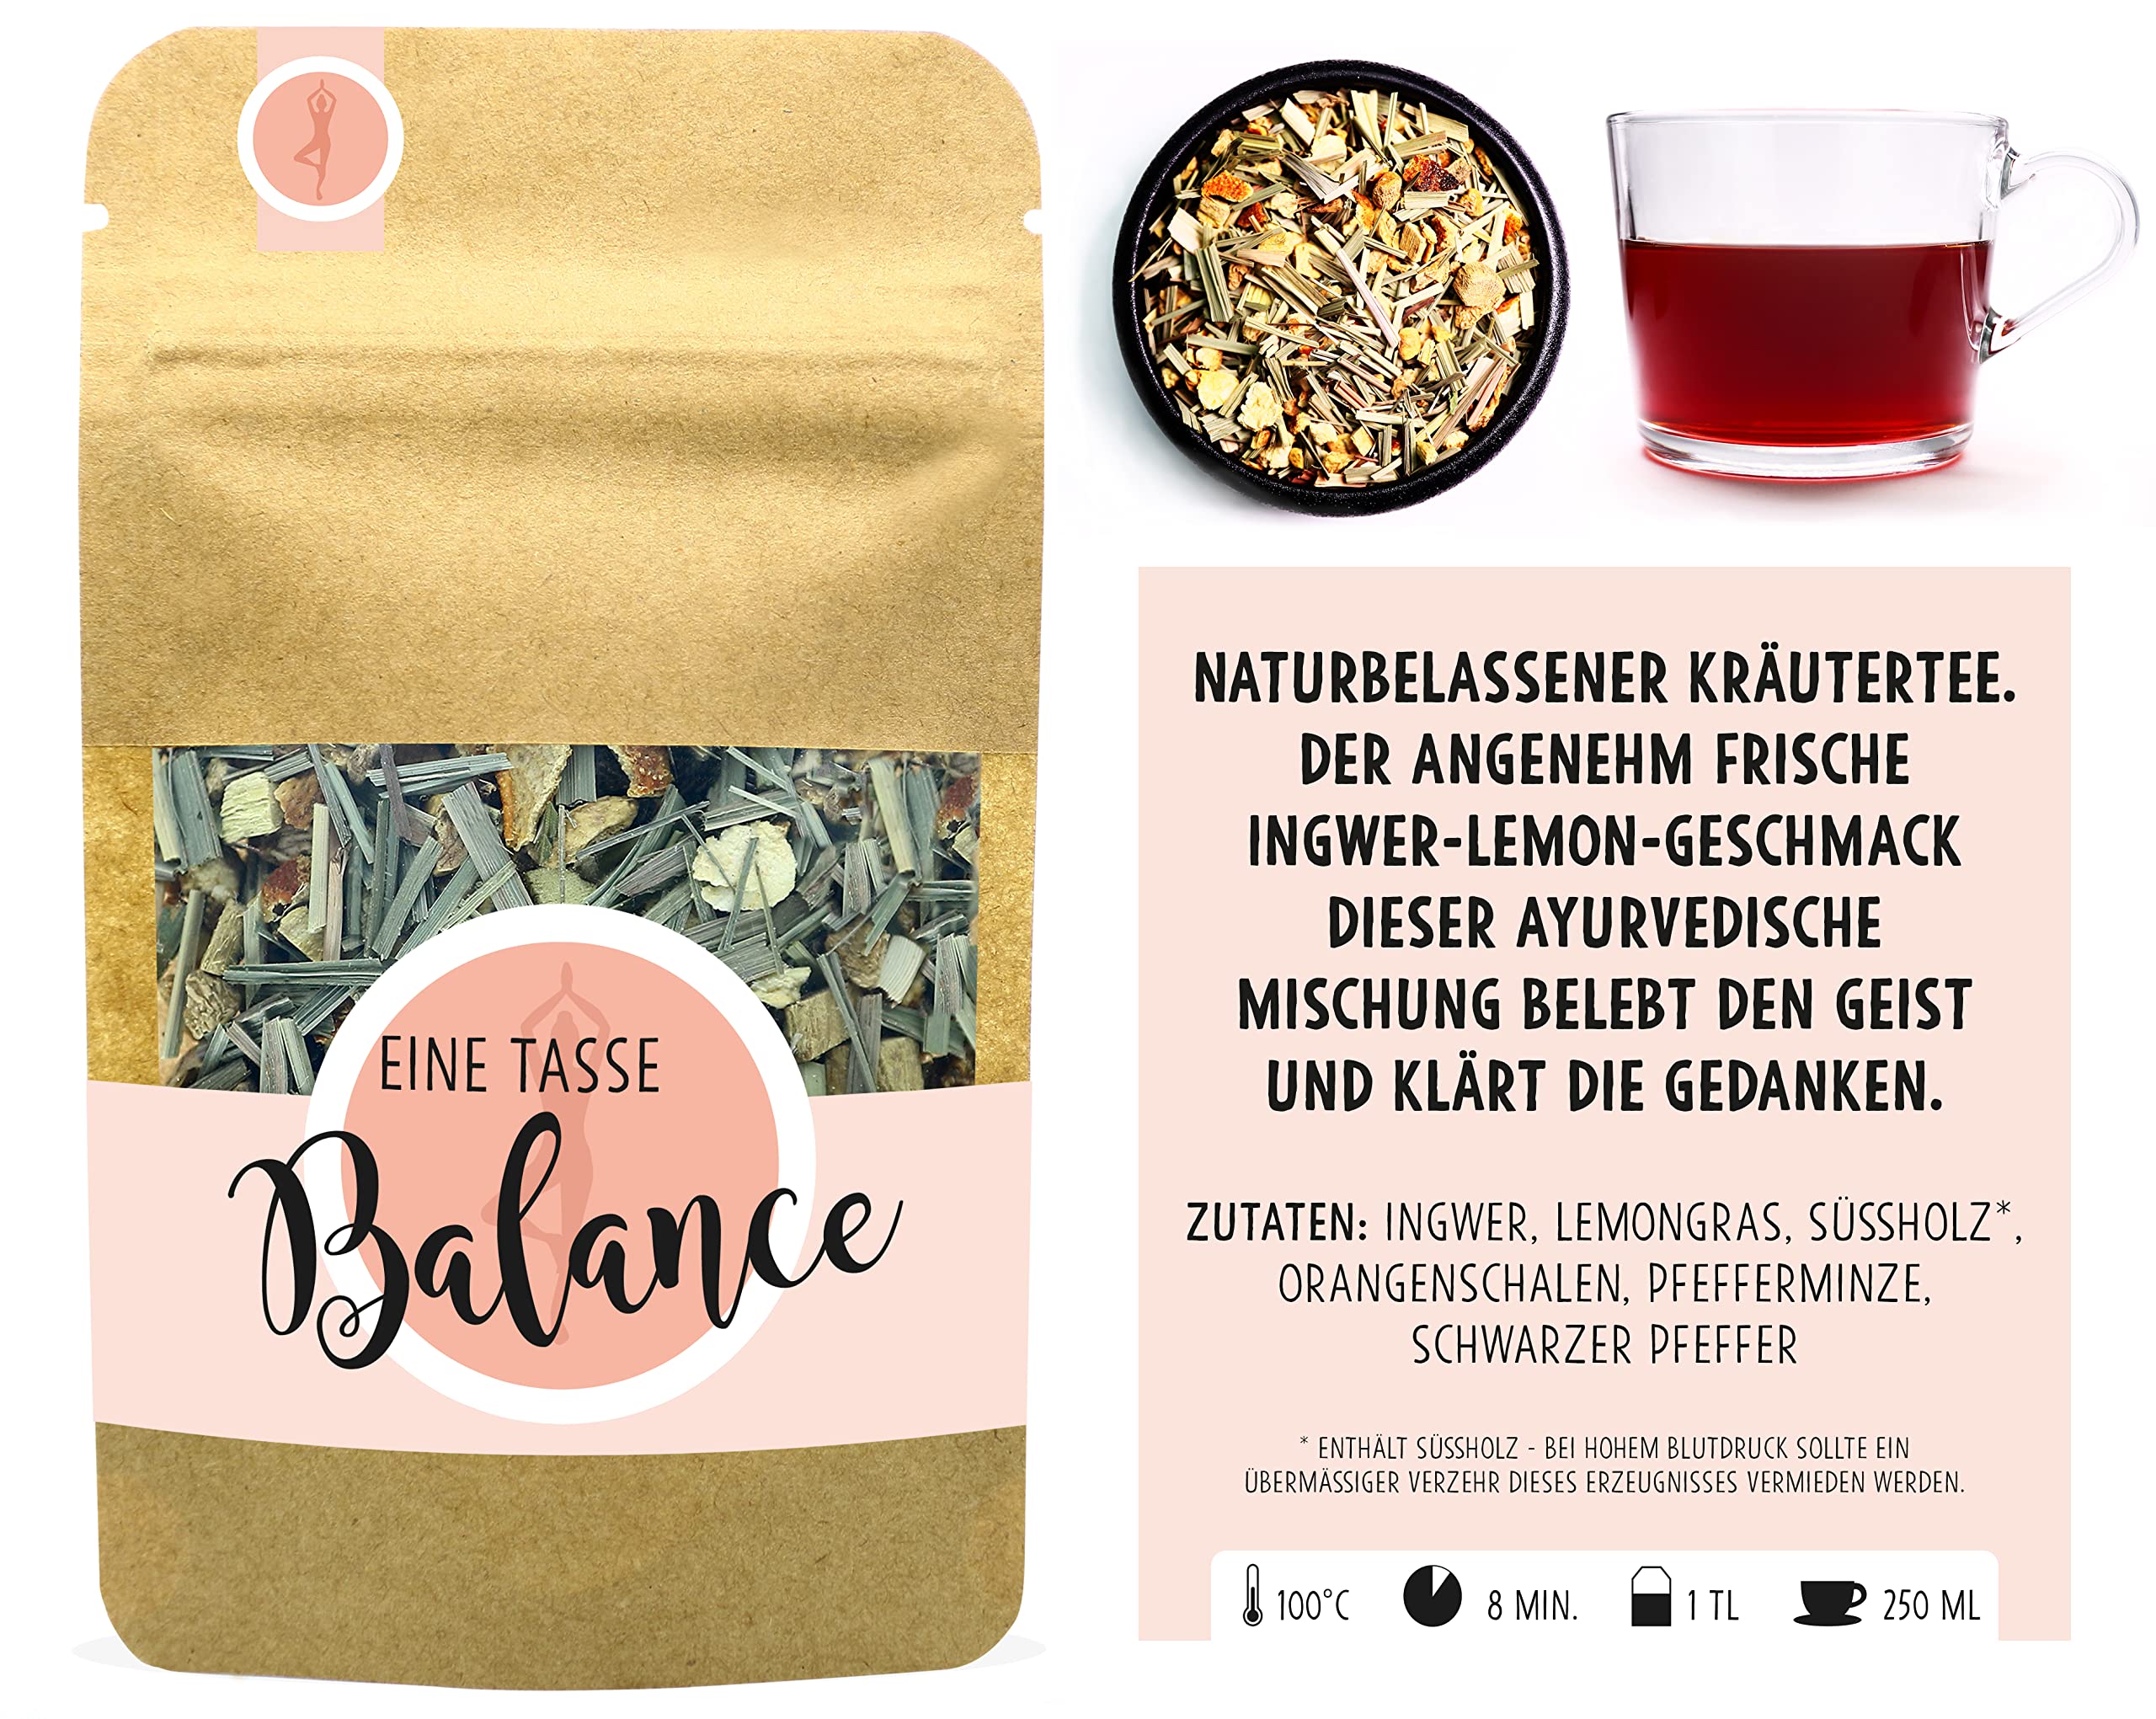 EINE TASSE
Balance
NATURBELASSENER KRÄUTERTEE.
DER ANGENEHM FRISCHE
INGWER-LEMON-GESCHMACK
DIESER AYURVEDISCHE
MISCHUNG BELEBT DEN GEIST
UND KLÄRT DIE GEDANKEN.
ZUTATEN: INGWER, LEMONGRAS, SÜSSHOLZ*,
ORANGENSCHALEN, PFEFFERMINZE,
SCHWARZER PFEFFER
* ENTHÄLT SÜSSHOLZ - BEI HOHEM BLUTDRUCK SOLLTE EIN
ÜBERMÄSSIGER VERZEHR DIESES ERZEUGNISSES VERMIEDEN WERDEN.
100°C 8 MIN. 1 TL 250 ML